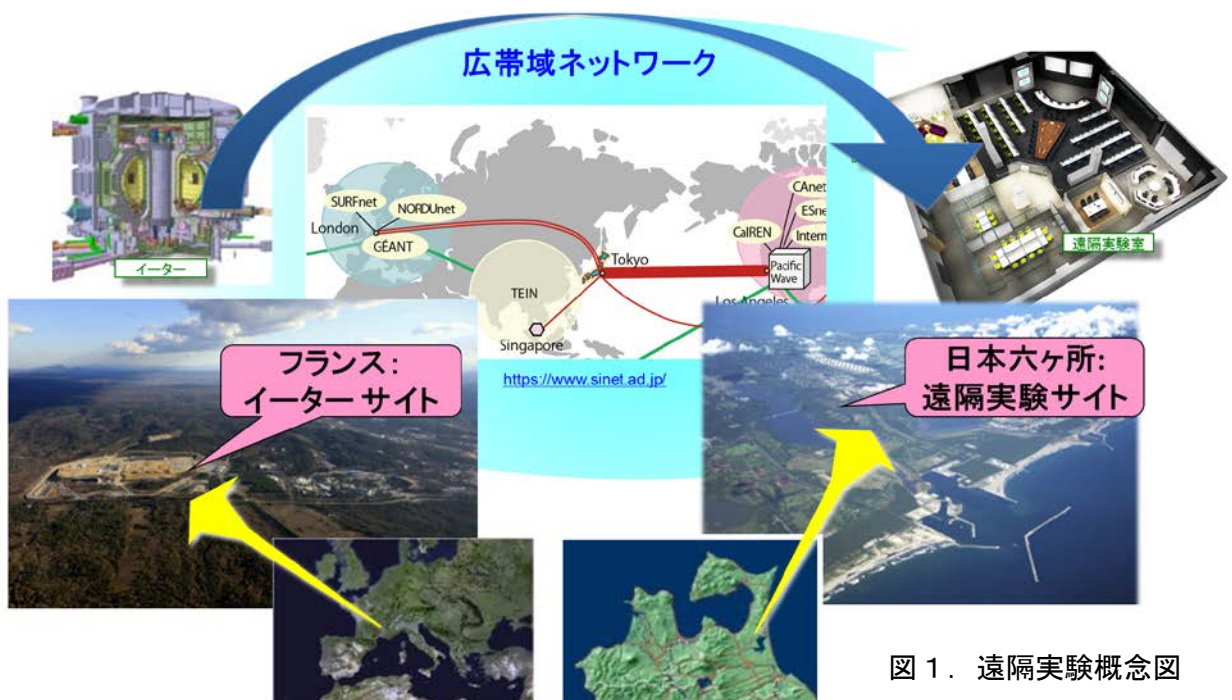 広帯域ネットワーク
イーター
SURFnet
NORDUnet
London
GÉANT
TEIN
Singapore
Tokyo
CAnet
ESne
CalREN
Intern
Pacific
Wave
Los Angeles
https://www.sinet.ad.jp/
遠隔実験室
フランス:
イーター サイト
日本六ヶ所:
遠隔実験サイト
図１．遠隔実験概念図